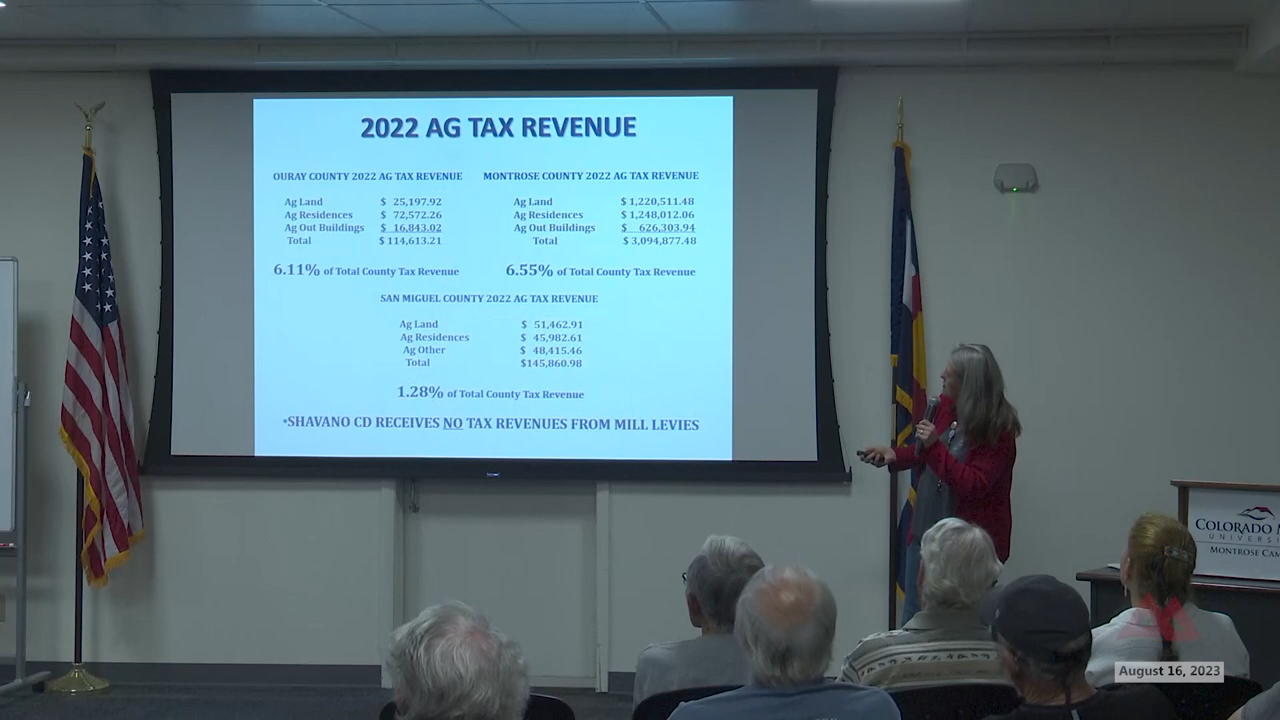 2022 AG TAX REVENUE
OURAY COUNTY 2022 AG TAX REVENUE
Ag Land $ 25,197.92
Ag Residences $ 72,572.26
Ag Out Buildings $ 16,843.02
Total $ 114,613.21
6.11% of Total County Tax Revenue
MONTROSE COUNTY 2022 AG TAX REVENUE
Ag Land $ 1,220,511.48
Ag Residences $ 1,248,012.06
Ag Out Buildings $ 626,303.94
Total $ 3,094,877.48
6.55% of Total County Tax Revenue
SAN MIGUEL COUNTY 2022 AG TAX REVENUE
Ag Land $ 51,462.91
Ag Residences $ 45,982.61
Ag Other $ 48,415.46
Total $145,860.98
1.28% of Total County Tax Revenue
*SHAVANO CD RECEIVES NO TAX REVENUES FROM MILL LEVIES
COLORADO M
UNIVERSI
MONTROSE CAM
August 16, 2023